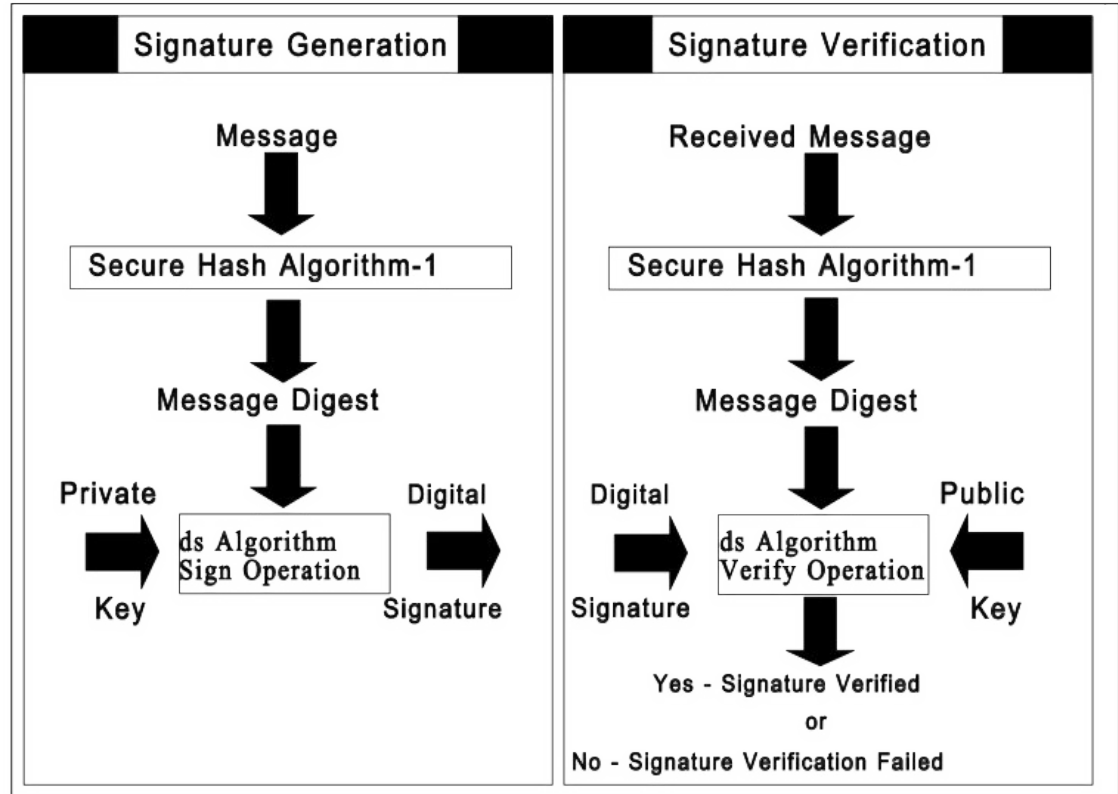 Signature Generation
Message
Secure Hash Algorithm-1
Message Digest
Private
Key
ds Algorithm
Sign Operation
Digital
Signature
Signature Verification
Received Message
Secure Hash Algorithm-1
Message Digest
Digital
Signature
ds Algorithm
Verify Operation
Public
Key
Yes - Signature Verified
or
No - Signature Verification Failed